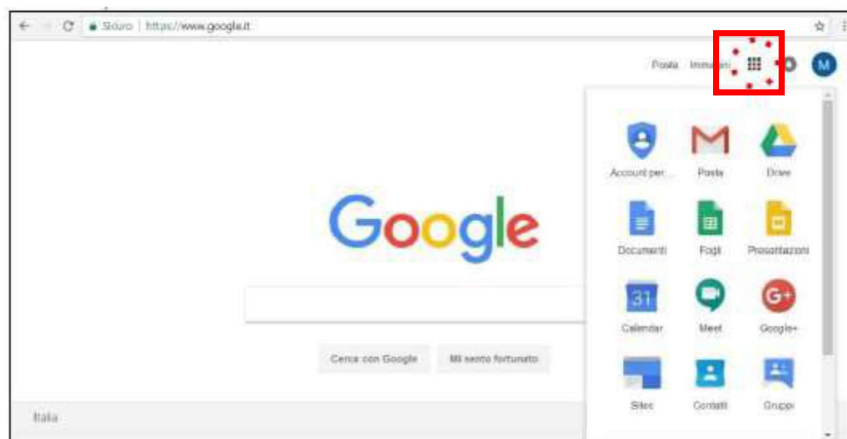 Sicuro | https://www.google.it
Posta Immagini
M
Account per...
Posta
Drive
Documenti
Fogli
Presentazioni
31
Calendar
Meet
G+
Google+
Sites
Contatti
Gruppi
Google
Cerca con Google
Mi sento fortunato
Italia